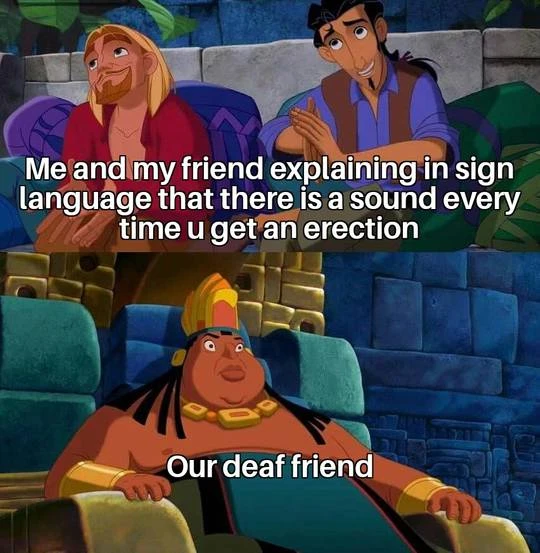 Me and my friend explaining in sign
language that there is a sound every
time u get an erection
Our deaf friend